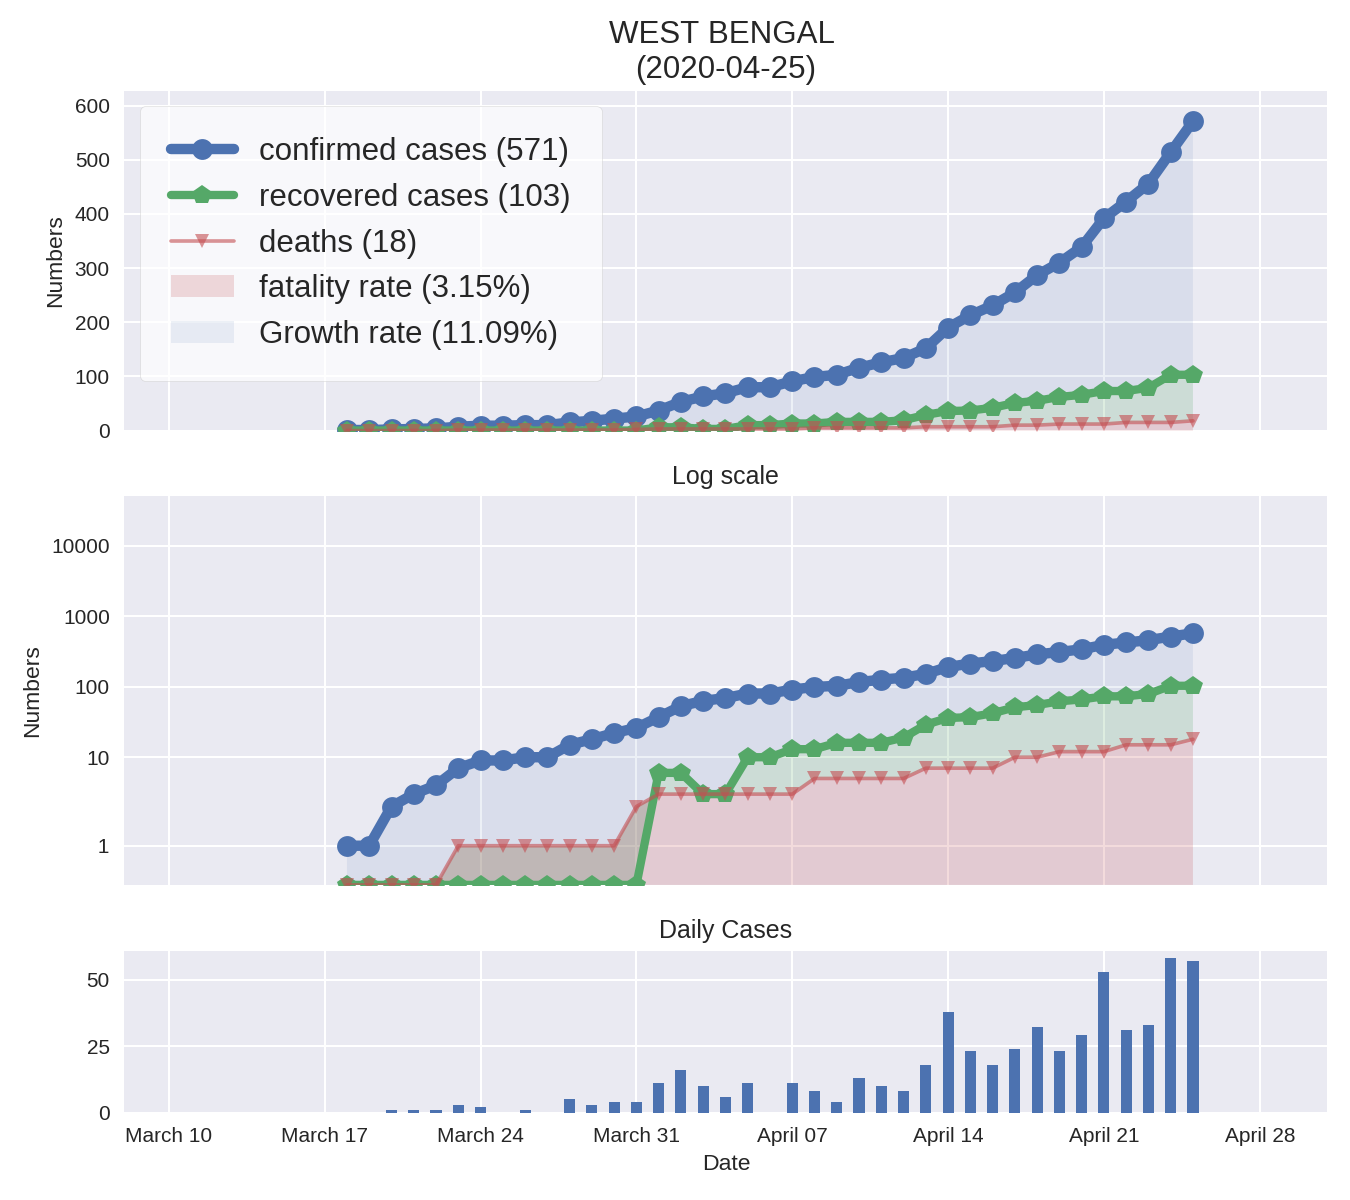 WEST BENGAL
(2020-04-25)
600
500
400
300
200
100
0
Numbers
confirmed cases (571)
recovered cases (103)
deaths (18)
fatality rate (3.15%)
Growth rate (11.09%)
Log scale
10000
1000
100
10
1
Numbers
Daily Cases
50
25
0
March 10 March 17 March 24 March 31 April 07 April 14 April 21 April 28
Date